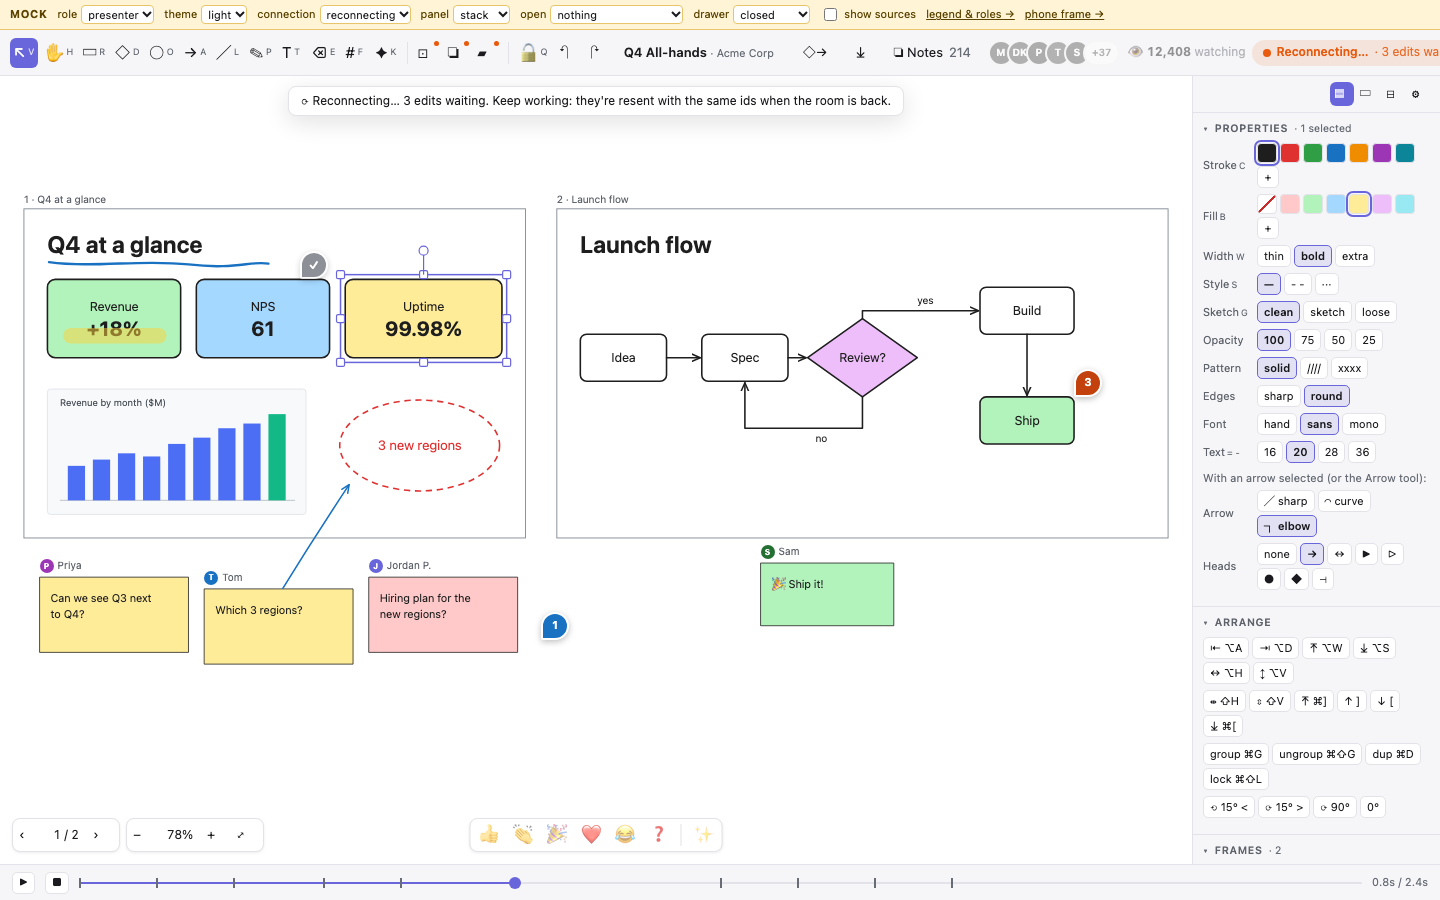 MOCK role presenter theme light connection reconnecting panel stack open nothing drawer closed show sources legend & roles → phone frame →
V H R D O A L P T T E # F K Q Q4 All-hands · Acme Corp Notes 214 M DK P T S +37 12,408 watching Reconnecting... · 3 edits wa
Reconnecting... 3 edits waiting. Keep working: they're resent with the same ids when the room is back.
1 · Q4 at a glance
Q4 at a glance
Revenue
+18%
NPS
61
Uptime
99.98%
Revenue by month ($M)
3 new regions
2 · Launch flow
Launch flow
Idea
Spec
Review?
yes
no
Build
3
Ship
P Priya
Can we see Q3 next
to Q4?
T Tom
Which 3 regions?
J Jordan P.
Hiring plan for the
new regions?
1
S Sam
🎉 Ship it!
PROPERTIES · 1 selected
Stroke C
+
Fill B
+
Width W thin bold extra
Style S
Sketch G clean sketch loose
Opacity 100 75 50 25
Pattern solid //// xxxx
Edges sharp round
Font hand sans mono
Text = - 16 20 28 36
With an arrow selected (or the Arrow tool):
Arrow sharp curve
elbow
Heads none → ↔ ▶ ▷
● ◆ ⊣
ARRANGE
⇤ ⌥A ⇥ ⌥D ⤒ ⌥W ⤓ ⌥S
↔ ⌥H ↕ ⌥V
⇹ ⇧H ⇳ ⇧V ⤒ ⌘] ↑ ] ↓ [
⤓ ⌘[
group ⌘G ungroup ⌘⇧G dup ⌘D
lock ⌘⇧L
⟲ 15° < ⟳ 15° > ⟳ 90° 0°
FRAMES · 2
‹ 1 / 2 › − 78% +
0.8s / 2.4s